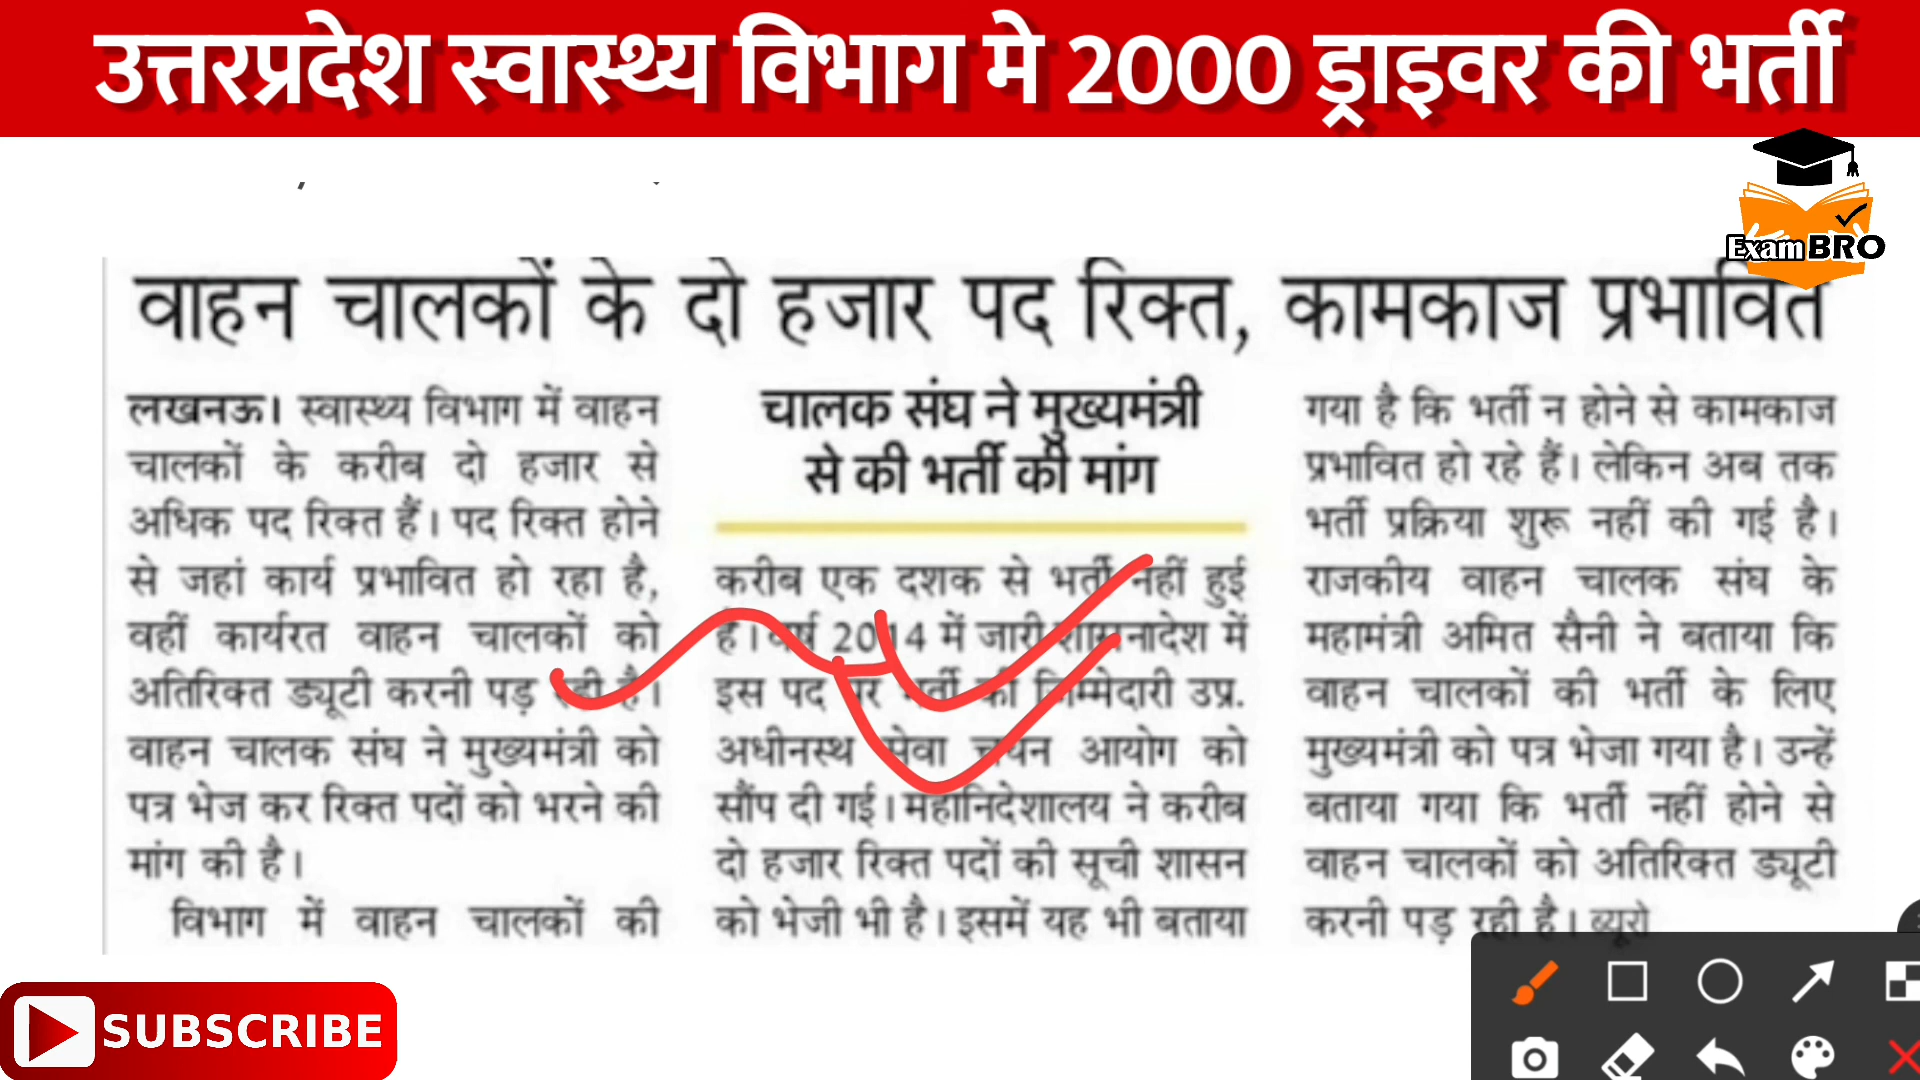 उत्तरप्रदेश स्वास्थ्य विभाग मे 2000 ड्राइवर की भर्ती
Exam BRO
वाहन चालकों के दो हजार पद रिक्त, कामकाज प्रभावित
लखनऊ। स्वास्थ्य विभाग में वाहन
चालकों के करीब दो हजार से
अधिक पद रिक्त हैं। पद रिक्त होने
से जहां कार्य प्रभावित हो रहा है,
वहीं कार्यरत वाहन चालकों को
अतिरिक्त ड्यूटी करनी पड़ रही है।
वाहन चालक संघ ने मुख्यमंत्री को
पत्र भेज कर रिक्त पदों को भरने की
मांग की है।
विभाग में वाहन चालकों की
चालक संघ ने मुख्यमंत्री
से की भर्ती की मांग
करीब एक दशक से भर्ती नहीं हुई
है। वर्ष 2014 में जारी शासनादेश में
इस पद पर भर्ती की जिम्मेदारी उप्र.
अधीनस्थ सेवा चयन आयोग को
सौंप दी गई। महानिदेशालय ने करीब
दो हजार रिक्त पदों की सूची शासन
को भेजी भी है। इसमें यह भी बताया
गया है कि भर्ती न होने से कामकाज
प्रभावित हो रहे हैं। लेकिन अब तक
भर्ती प्रक्रिया शुरू नहीं की गई है।
राजकीय वाहन चालक संघ के
महामंत्री अमित सैनी ने बताया कि
वाहन चालकों की भर्ती के लिए
मुख्यमंत्री को पत्र भेजा गया है। उन्हें
बताया गया कि भर्ती नहीं होने से
वाहन चालकों को अतिरिक्त ड्यूटी
करनी पड़ रही है। ब्यूरो
SUBSCRIBE